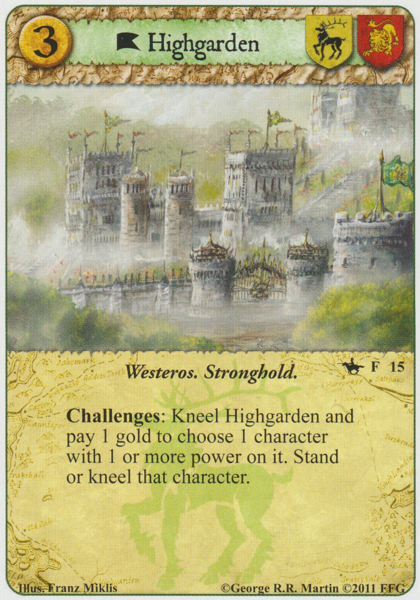 3 Highgarden
Westeros. Stronghold.
F 15
Challenges: Kneel Highgarden and
pay 1 gold to choose 1 character
with 1 or more power on it. Stand
or kneel that character.
Illus. Franz Miklis ©George R.R. Martin ©2011 FFG